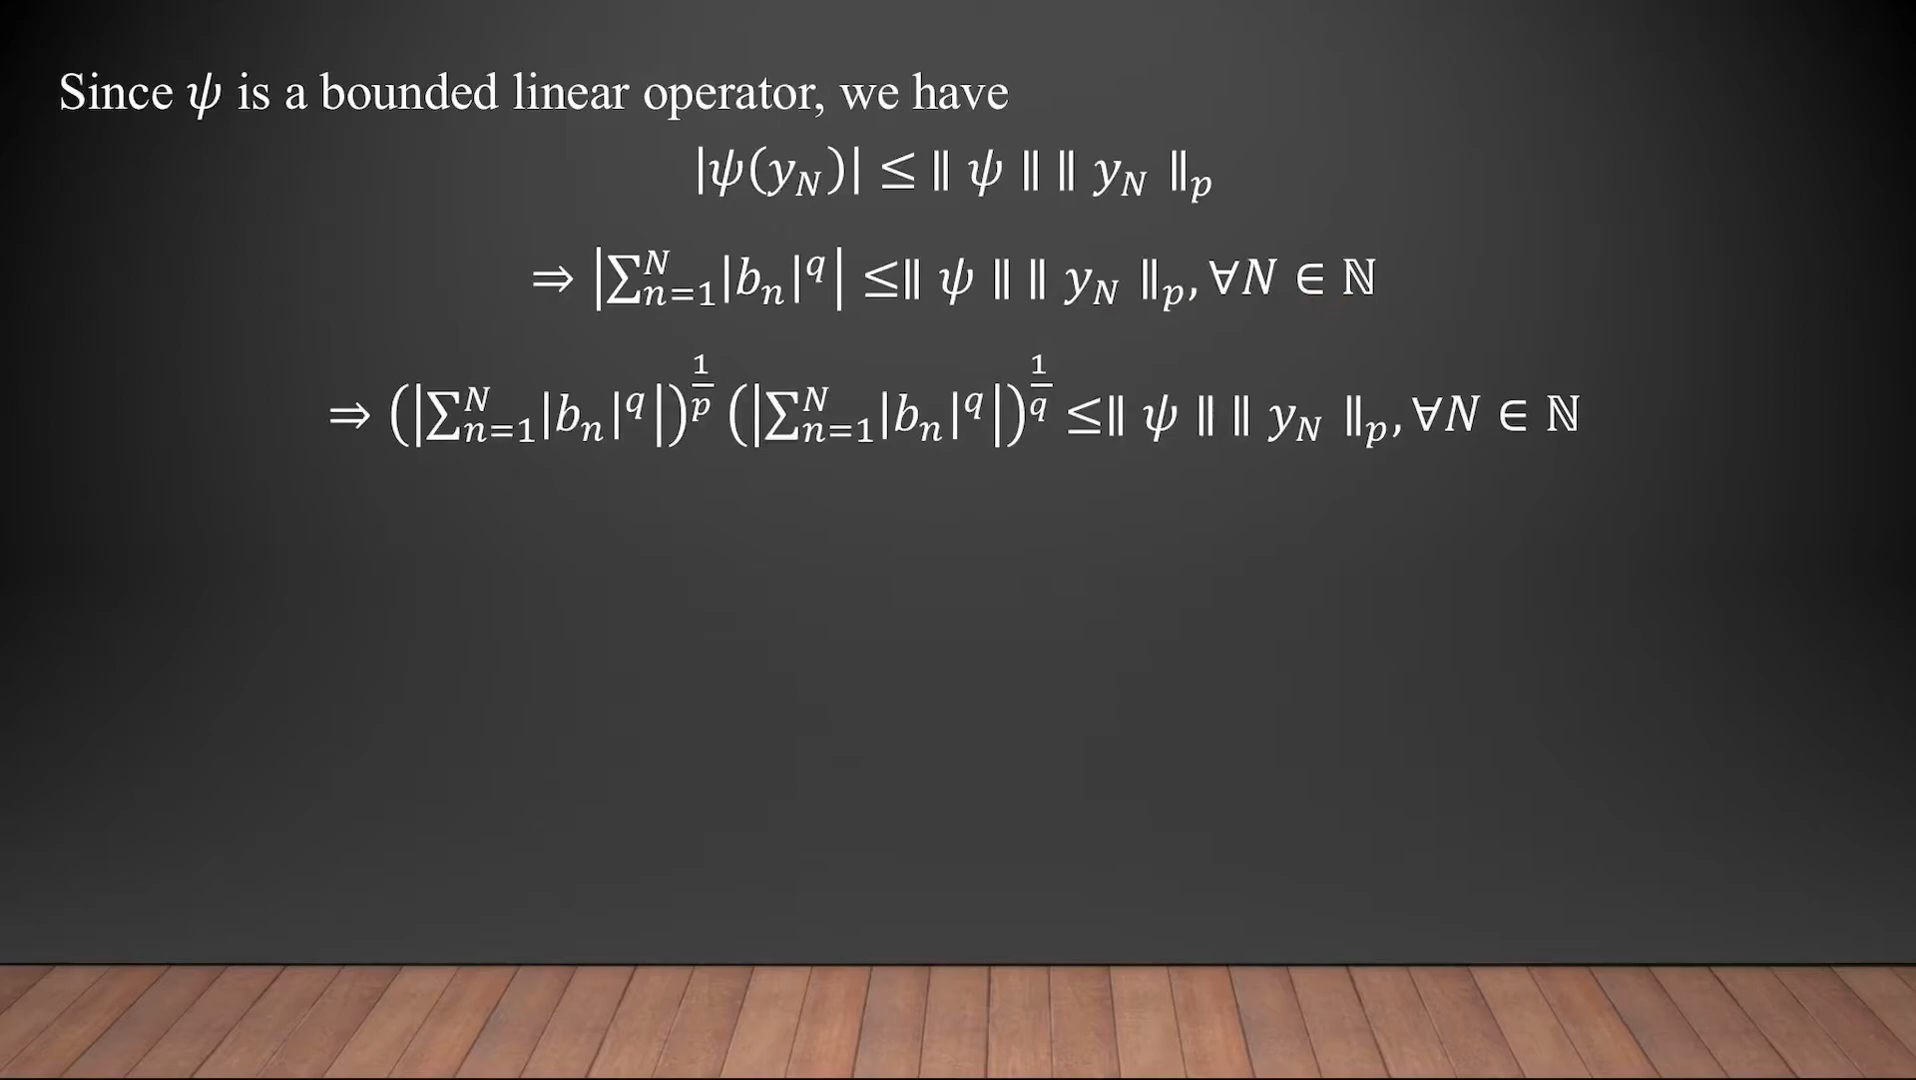 Since ψ is a bounded linear operator, we have
|ψ(y_N)| ≤ ‖ ψ ‖ ‖ y_N ‖_p
⇒ |∑_{n=1}^{N} |b_n|^q| ≤‖ ψ ‖ ‖ y_N ‖_p, ∀N ∈ ℕ
⇒ (|∑_{n=1}^{N} |b_n|^q|)^{1/p} (|∑_{n=1}^{N} |b_n|^q|)^{1/q} ≤‖ ψ ‖ ‖ y_N ‖_p, ∀N ∈ ℕ